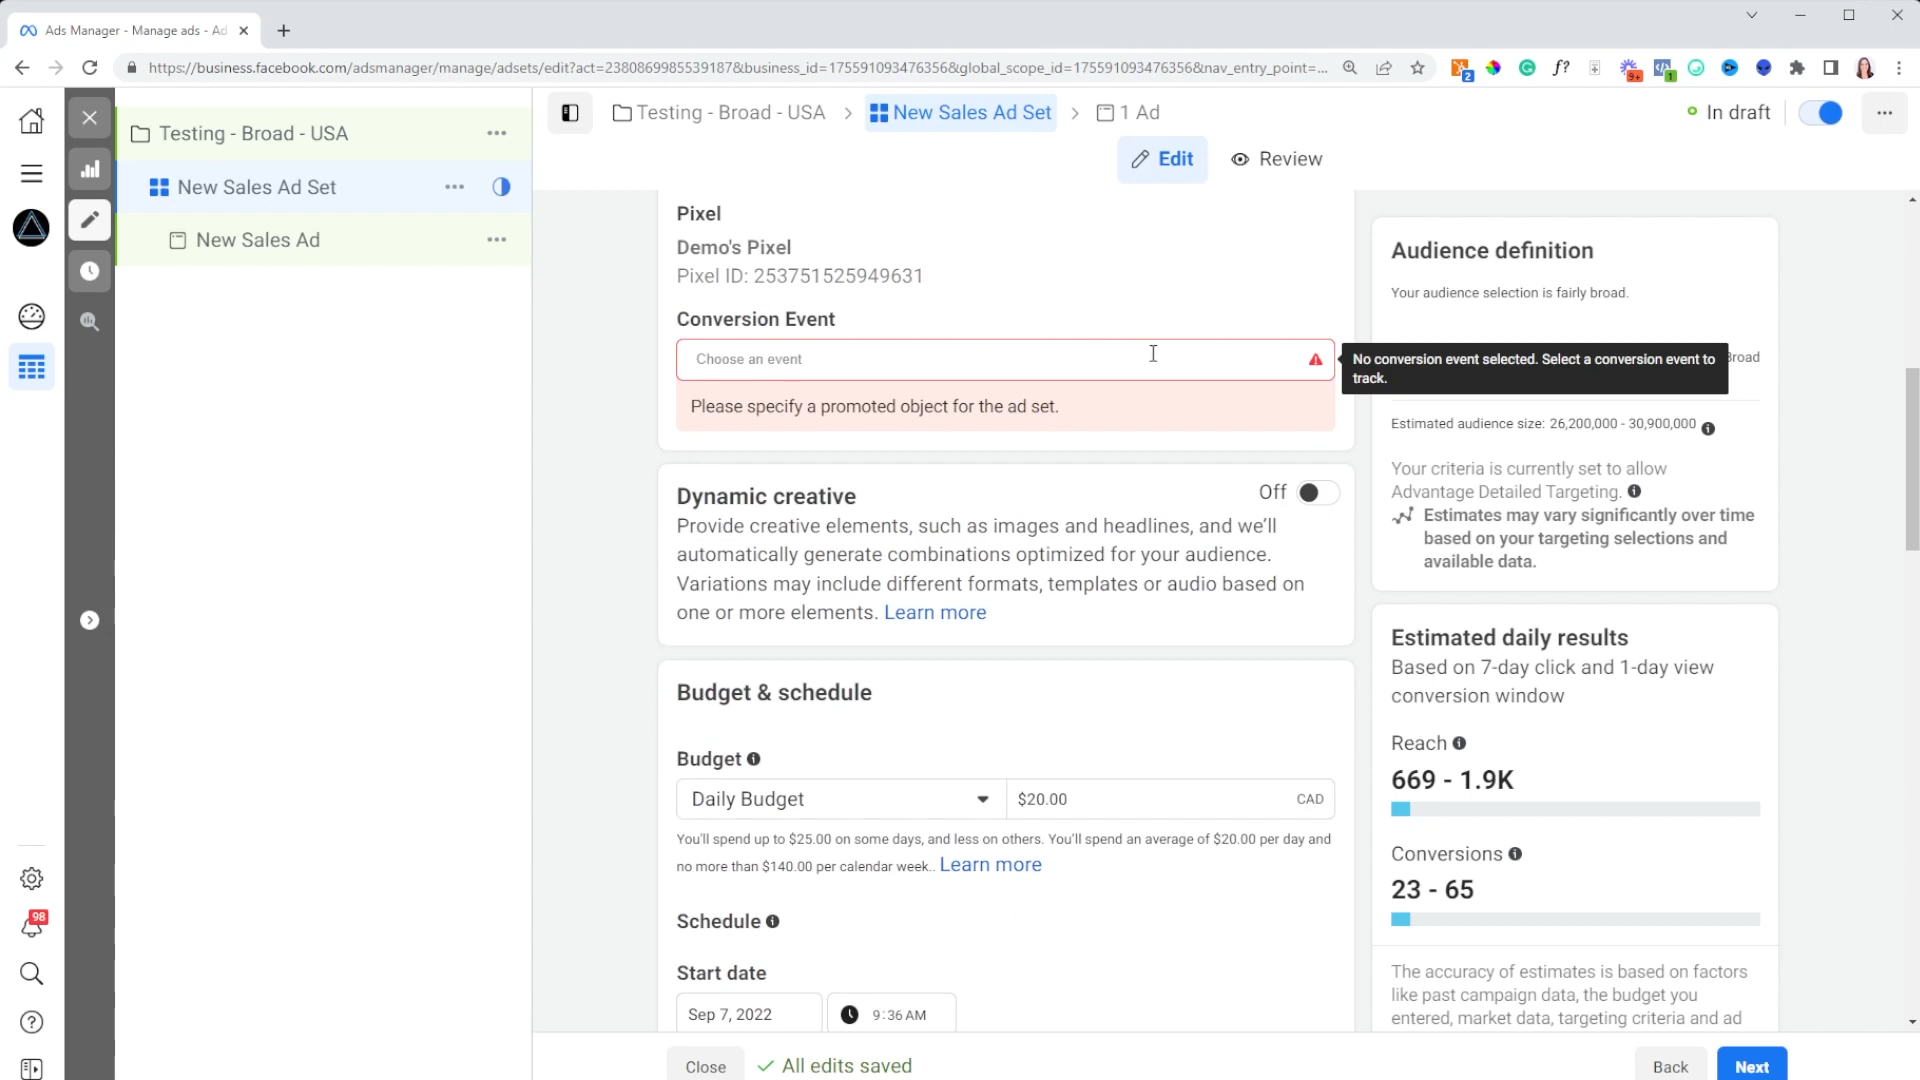 Ads Manager - Manage ads - Ad
https://business.facebook.com/adsmanager/manage/adsets/edit?act=2380869985539187&business_id=175591093476356&global_scope_id=175591093476356&nav_entry_point=...
2
f?
9+
1
Testing - Broad - USA
New Sales Ad Set
New Sales Ad
98
Testing - Broad - USA > New Sales Ad Set > 1 Ad
In draft
Edit
Review
Pixel
Demo's Pixel
Pixel ID: 253751525949631
Conversion Event
Choose an event
Please specify a promoted object for the ad set.
No conversion event selected. Select a conversion event to
track.
Dynamic creative
Off
Provide creative elements, such as images and headlines, and we'll
automatically generate combinations optimized for your audience.
Variations may include different formats, templates or audio based on
one or more elements. Learn more
Budget & schedule
Budget
Daily Budget
$20.00
CAD
You'll spend up to $25.00 on some days, and less on others. You'll spend an average of $20.00 per day and
no more than $140.00 per calendar week.. Learn more
Schedule
Start date
Sep 7, 2022
9:36 AM
Audience definition
Your audience selection is fairly broad.
Broad
Estimated audience size: 26,200,000 - 30,900,000
Your criteria is currently set to allow
Advantage Detailed Targeting.
Estimates may vary significantly over time
based on your targeting selections and
available data.
Estimated daily results
Based on 7-day click and 1-day view
conversion window
Reach
669 - 1.9K
Conversions
23 - 65
The accuracy of estimates is based on factors
like past campaign data, the budget you
entered, market data, targeting criteria and ad
Close
All edits saved
Back
Next